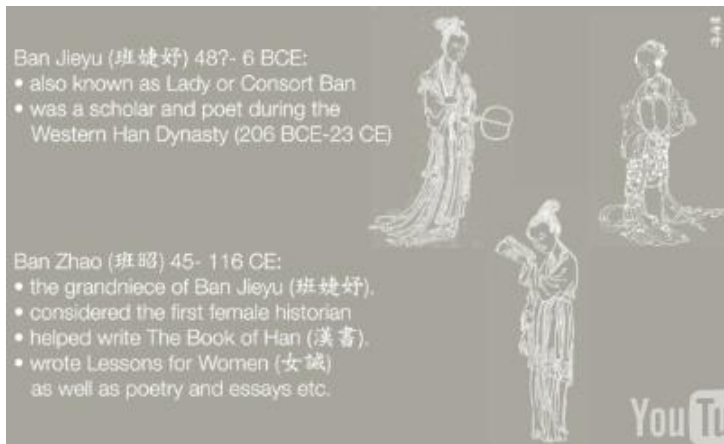 Ban Jieyu (班婕妤) 48?- 6 BCE:
• also known as Lady or Consort Ban
• was a scholar and poet during the
Western Han Dynasty (206 BCE-23 CE)
Ban Zhao (班昭) 45- 116 CE:
• the grandniece of Ban Jieyu (班婕妤).
• considered the first female historian
• helped write The Book of Han (漢書).
• wrote Lessons for Women (女誡)
as well as poetry and essays etc.
YouTu